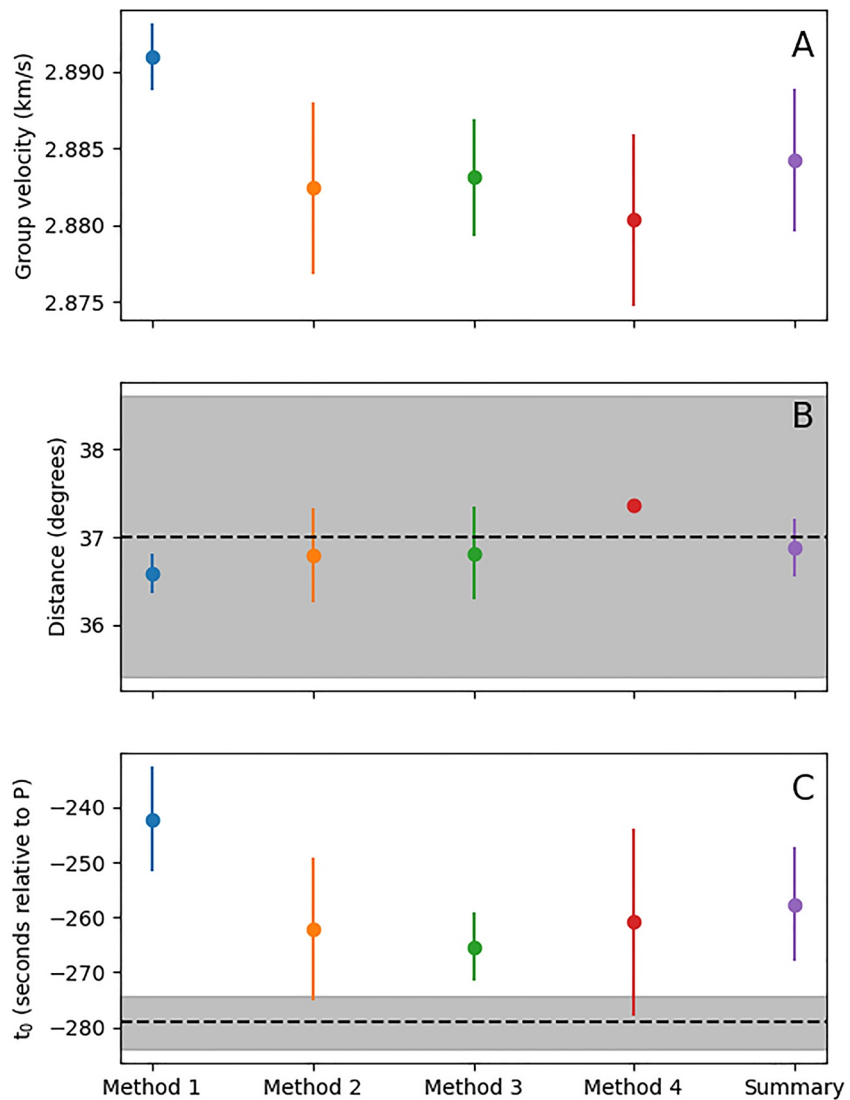 A
Group velocity (km/s)
2.890
2.885
2.880
2.875
B
Distance (degrees)
38
37
36
C
t₀ (seconds relative to P)
−240
−250
−260
−270
−280
Method 1 Method 2 Method 3 Method 4 Summary